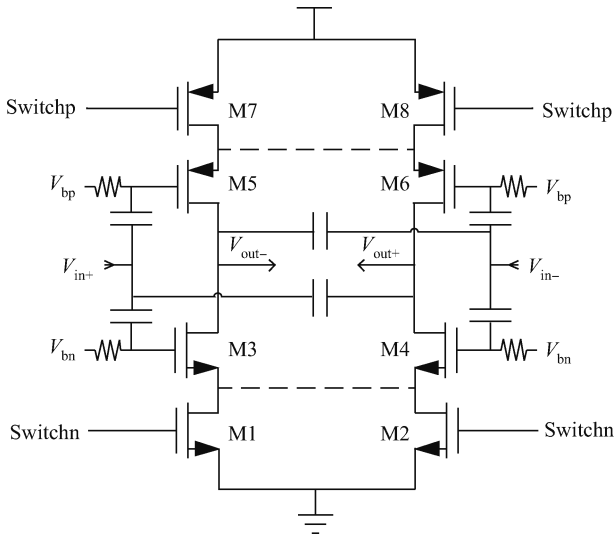 Switchp M7 M8 Switchp
Vbp M5 M6 Vbp
Vin+ Vout− Vout+ Vin−
Vbn M3 M4 Vbn
Switchn M1 M2 Switchn